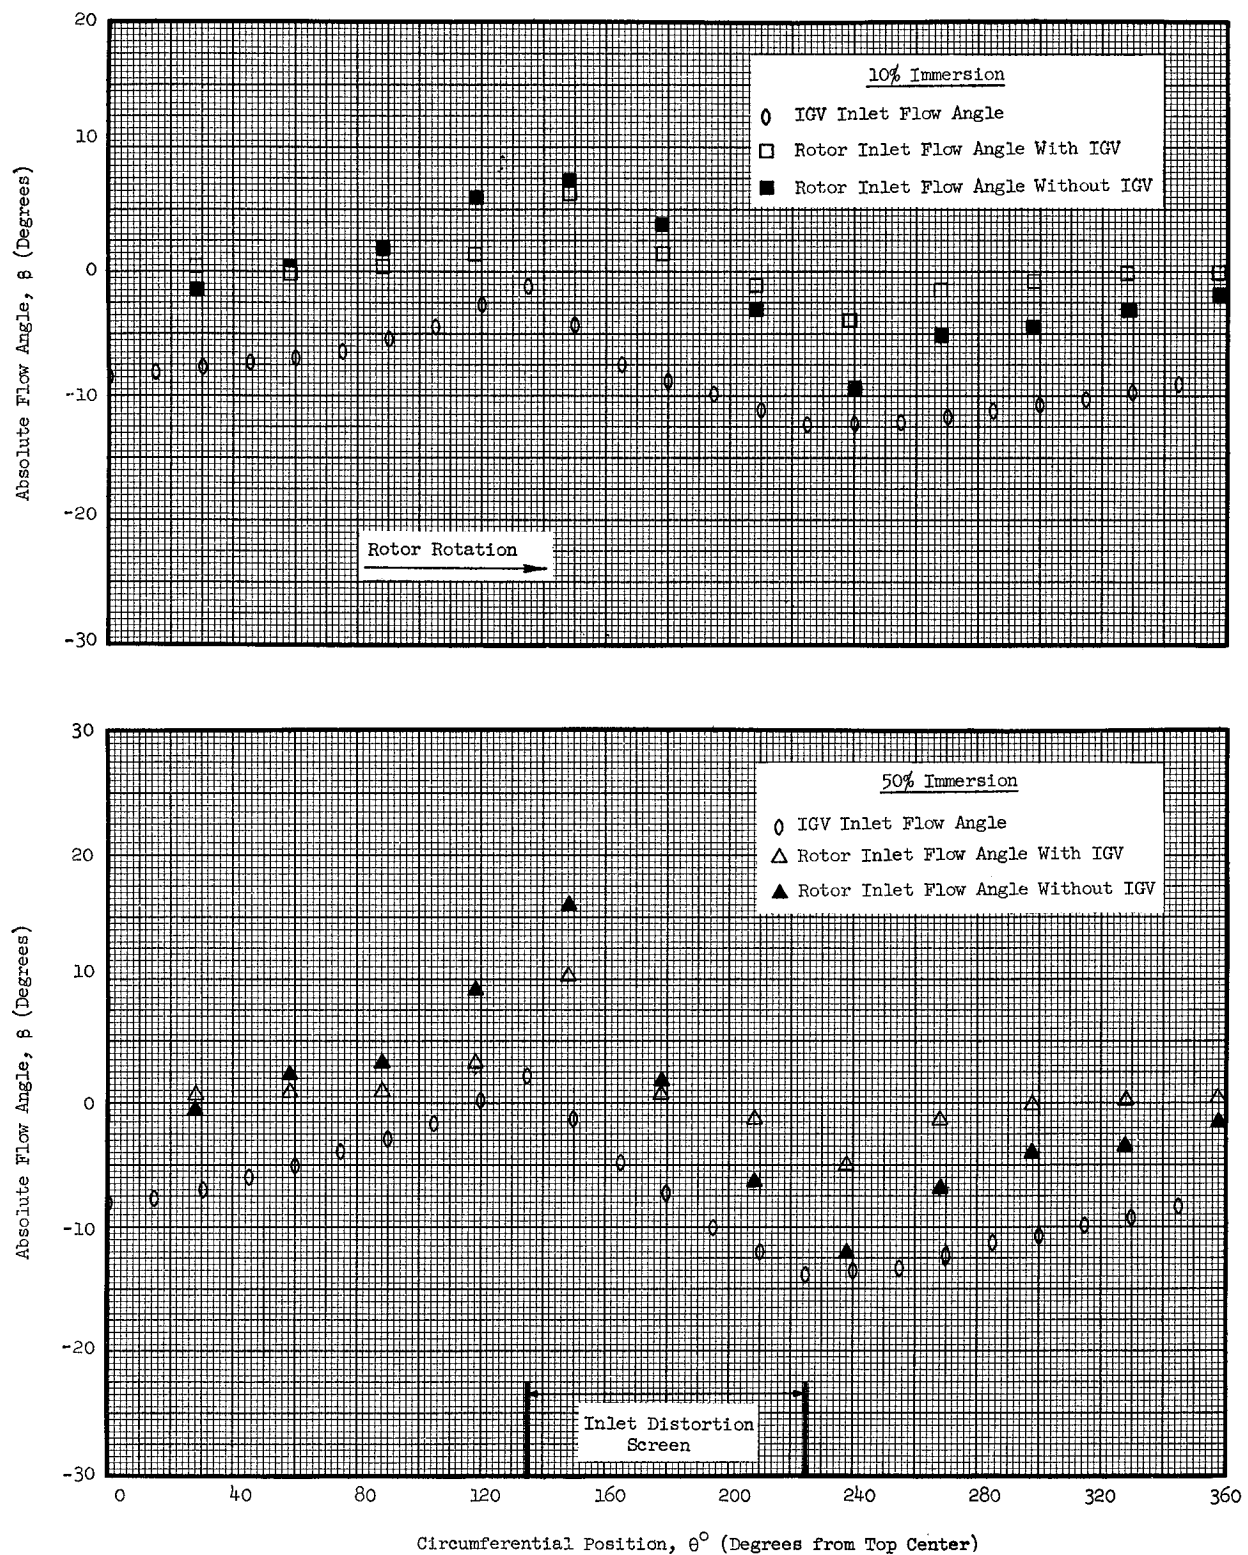 20
10
0
-10
-20
-30
Absolute Flow Angle, β (Degrees)
10% Immersion
IGV Inlet Flow Angle
Rotor Inlet Flow Angle With IGV
Rotor Inlet Flow Angle Without IGV
Rotor Rotation
30
20
10
0
-10
-20
-30
Absolute Flow Angle, β (Degrees)
50% Immersion
IGV Inlet Flow Angle
Rotor Inlet Flow Angle With IGV
Rotor Inlet Flow Angle Without IGV
Inlet Distortion
Screen
0 40 80 120 160 200 240 280 320 360
Circumferential Position, θ° (Degrees from Top Center)